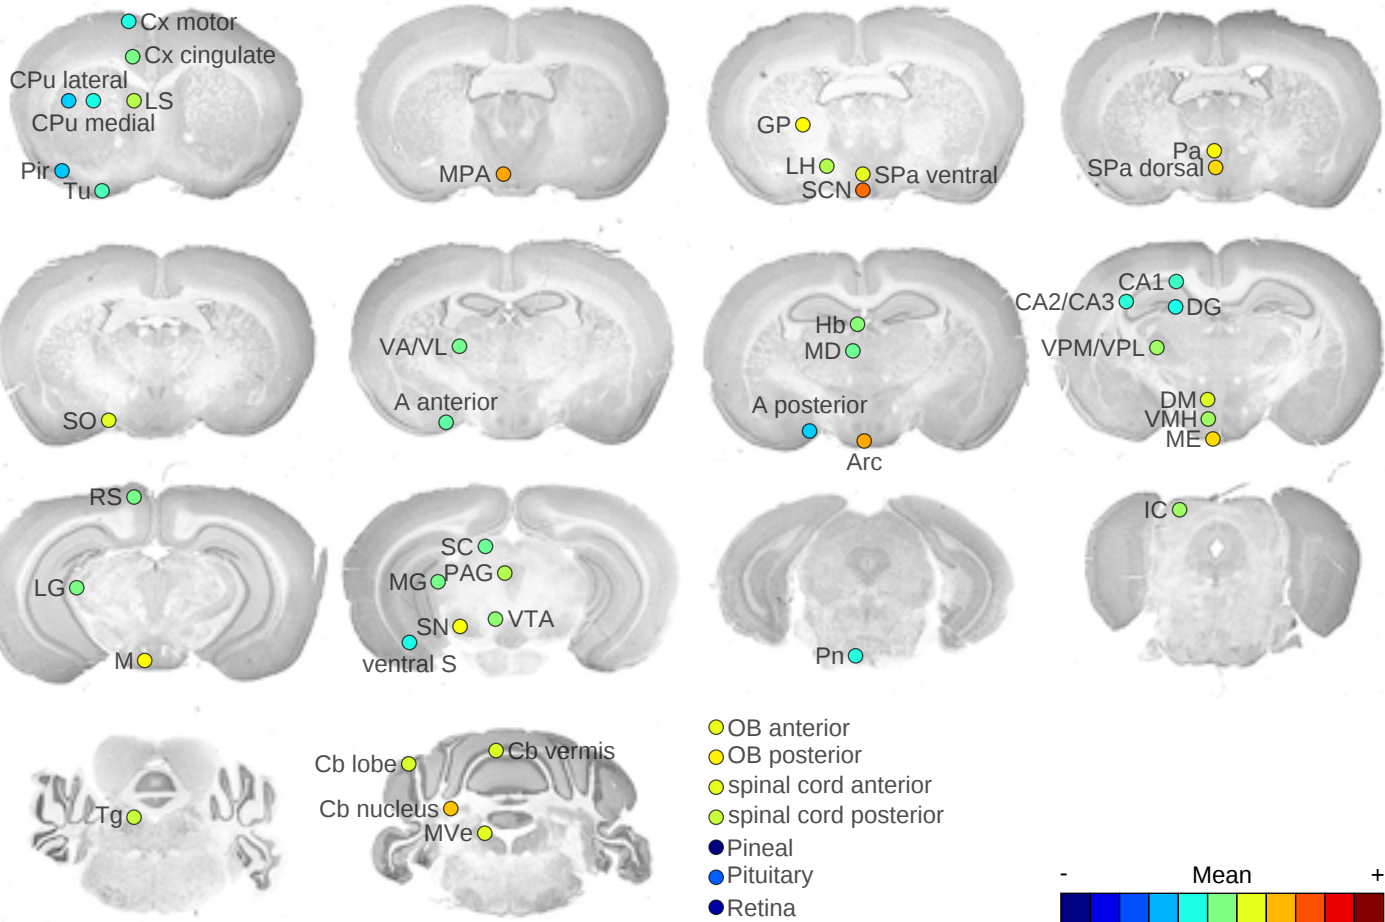 Cx motor
Cx cingulate
CPu lateral
LS
CPu medial
Pir
Tu
MPA
GP
LH
SPa ventral
SCN
Pa
SPa dorsal
SO
VA/VL
A anterior
Hb
MD
A posterior
Arc
CA1
CA2/CA3
DG
VPM/VPL
DM
VMH
ME
RS
LG
M
SC
PAG
MG
VTA
SN
ventral S
Pn
IC
Tg
Cb vermis
Cb lobe
Cb nucleus
MVe
OB anterior
OB posterior
spinal cord anterior
spinal cord posterior
Pineal
Pituitary
Retina
- Mean +